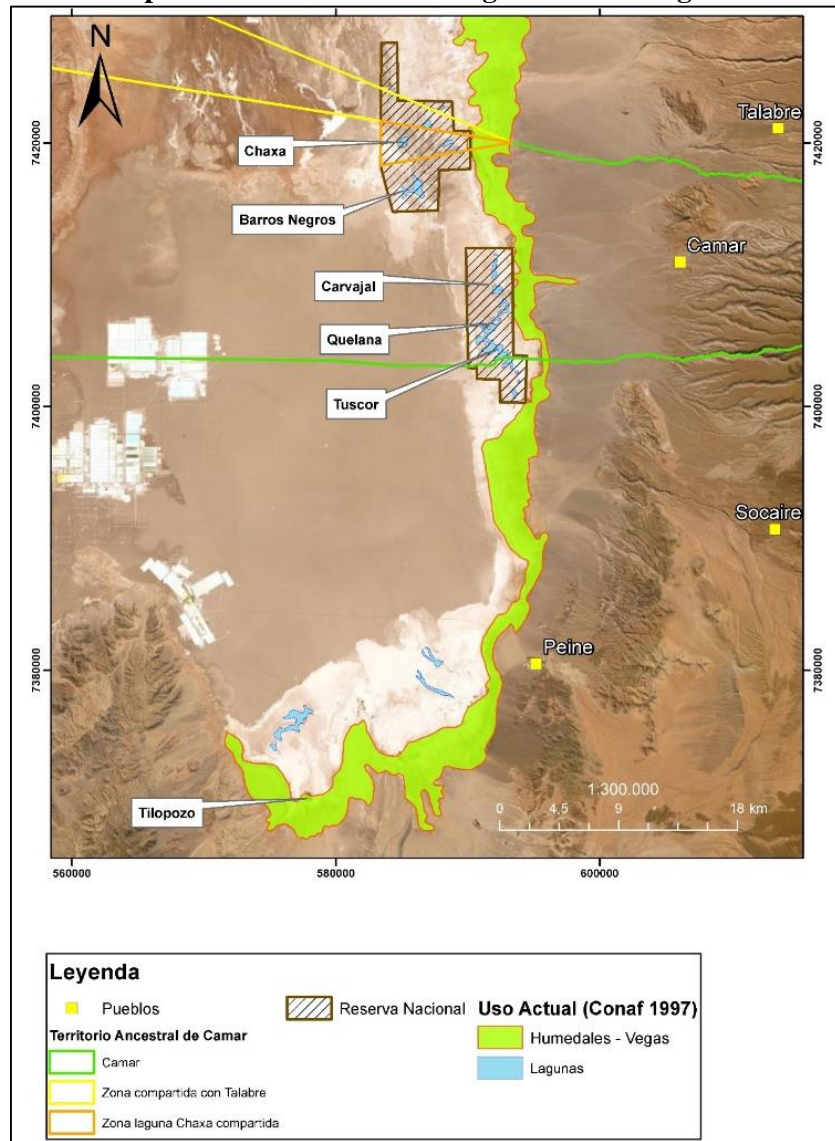 N
Talabre
7420000
7420000
Chaxa
Barros Negros
Camar
Carvajal
Quelana
Tuscor
7400000
7400000
Socaire
Peine
7380000
7380000
1:300.000
0 4,5 9 18 km
Tilopozo
560000 580000 600000
Leyenda
Pueblos
Reserva Nacional
Uso Actual (Conaf 1997)
Territorio Ancestral de Camar
Humedales - Vegas
Camar
Lagunas
Zona compartida con Talabre
Zona laguna Chaxa compartida